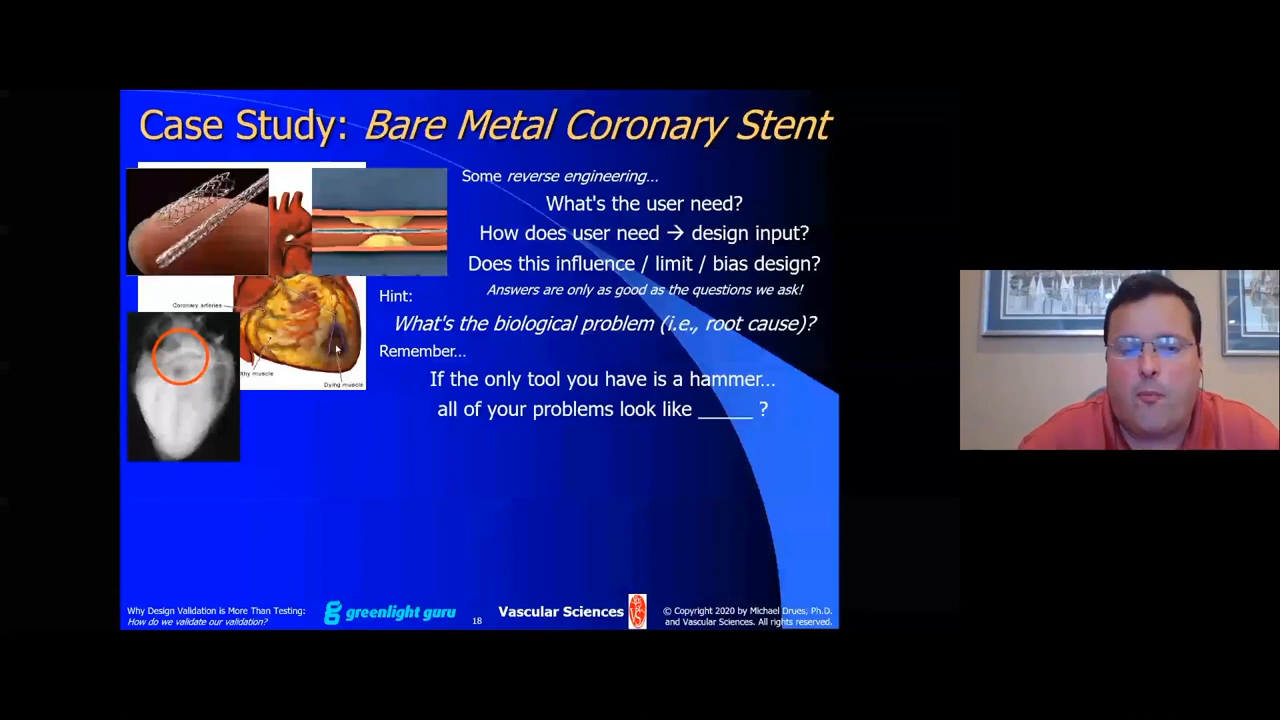 Case Study: Bare Metal Coronary Stent
Some reverse engineering...
What's the user need?
How does user need → design input?
Does this influence / limit / bias design?
Answers are only as good as the questions we ask!
Hint:
What's the biological problem (i.e., root cause)?
Remember...
If the only tool you have is a hammer...
all of your problems look like _____ ?
Coronary arteries
thy muscle
Dying muscle
Why Design Validation is More Than Testing:
How do we validate our validation?
greenlight guru
18
Vascular Sciences
© Copyright 2020 by Michael Drues, Ph.D.
and Vascular Sciences. All rights reserved.